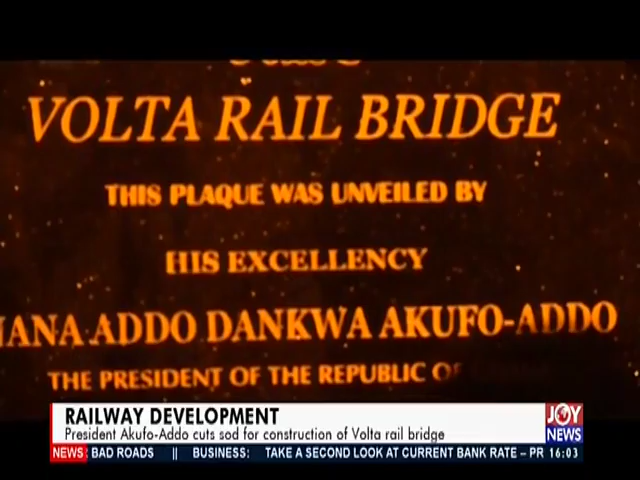 VOLTA RAIL BRIDGE
THIS PLAQUE WAS UNVEILED BY
HIS EXCELLENCY
NANA ADDO DANKWA AKUFO-ADDO
THE PRESIDENT OF THE REPUBLIC OF
RAILWAY DEVELOPMENT
President Akufo-Addo cuts sod for construction of Volta rail bridge
JOY
NEWS
NEWS BAD ROADS || BUSINESS: TAKE A SECOND LOOK AT CURRENT BANK RATE – PR 16:03